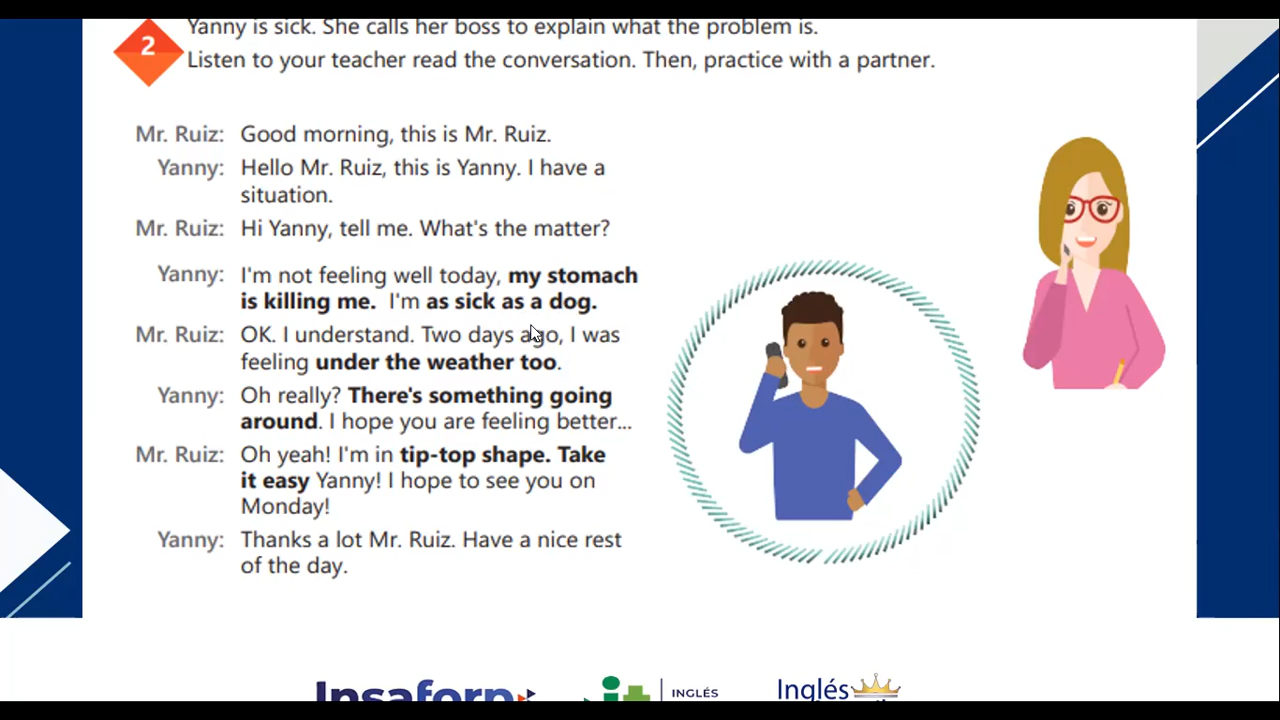 Yanny is sick. She calls her boss to explain what the problem is.
2
Listen to your teacher read the conversation. Then, practice with a partner.
Mr. Ruiz: Good morning, this is Mr. Ruiz.
Yanny: Hello Mr. Ruiz, this is Yanny. I have a
situation.
Mr. Ruiz: Hi Yanny, tell me. What's the matter?
Yanny: I'm not feeling well today, my stomach
is killing me. I'm as sick as a dog.
Mr. Ruiz: OK. I understand. Two days ago, I was
feeling under the weather too.
Yanny: Oh really? There's something going
around. I hope you are feeling better...
Mr. Ruiz: Oh yeah! I'm in tip-top shape. Take
it easy Yanny! I hope to see you on
Monday!
Yanny: Thanks a lot Mr. Ruiz. Have a nice rest
of the day.
Insaforp
INGLÉS
Inglés